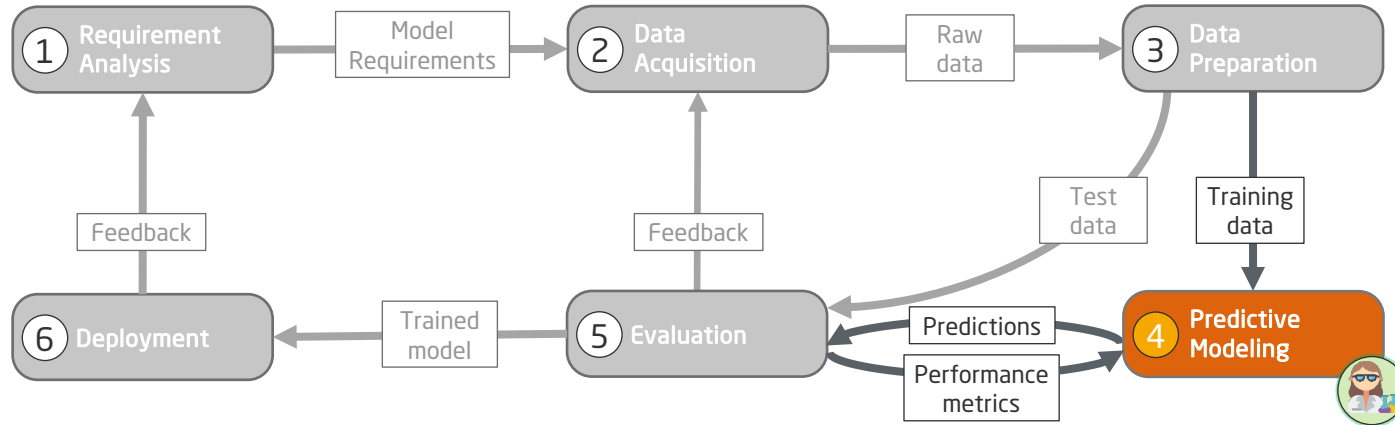 1
Requirement
Analysis
Model
Requirements
2
Data
Acquisition
Raw
data
3
Data
Preparation
Feedback
Feedback
Test
data
Training
data
6
Deployment
Trained
model
5
Evaluation
Predictions
Performance
metrics
4
Predictive
Modeling